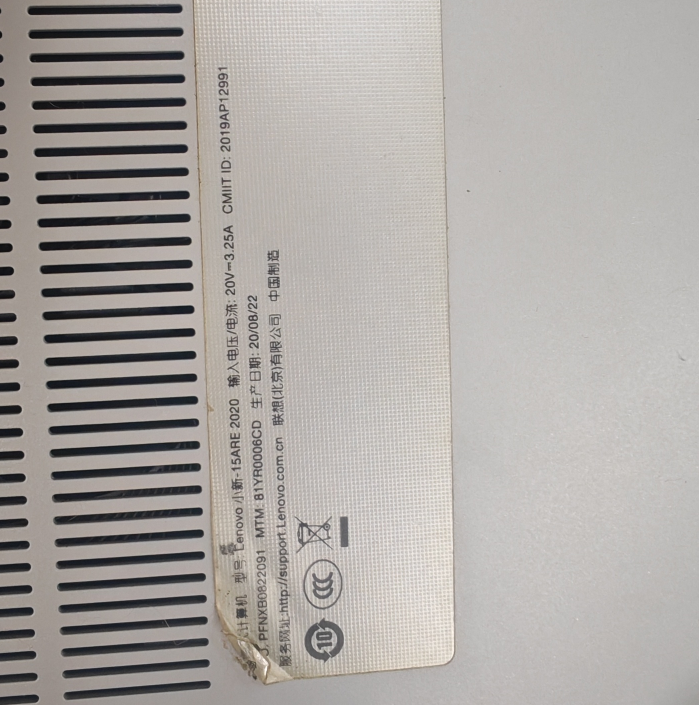 计算机 型号: Lenovo 小新-15ARE 2020 输入电压/电流: 20V⎓3.25A CMIIT ID: 2019AP12991
PFNXB0822091 MTM: 81YR0006CD 生产日期: 20/08/22
服务网址:http://support.Lenovo.com.cn 联想(北京)有限公司 中国制造
10 CCC